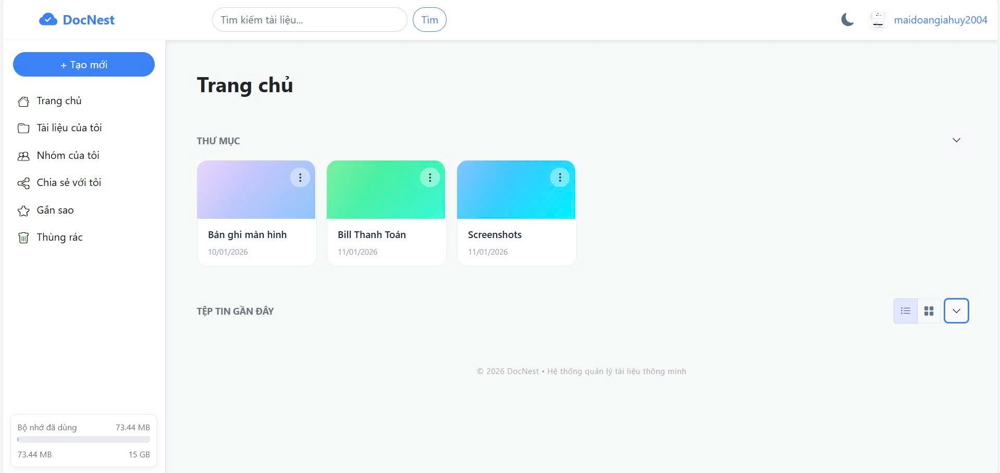 DocNest
Tìm kiếm tài liệu...
Tìm
maidoangiahuy2004
+ Tạo mới
Trang chủ
Tài liệu của tôi
Nhóm của tôi
Chia sẻ với tôi
Gắn sao
Thùng rác
Bộ nhớ đã dùng 73.44 MB
73.44 MB 15 GB
Trang chủ
THƯ MỤC
Bản ghi màn hình
10/01/2026
Bill Thanh Toán
11/01/2026
Screenshots
11/01/2026
TỆP TIN GẦN ĐÂY
© 2026 DocNest • Hệ thống quản lý tài liệu thông minh